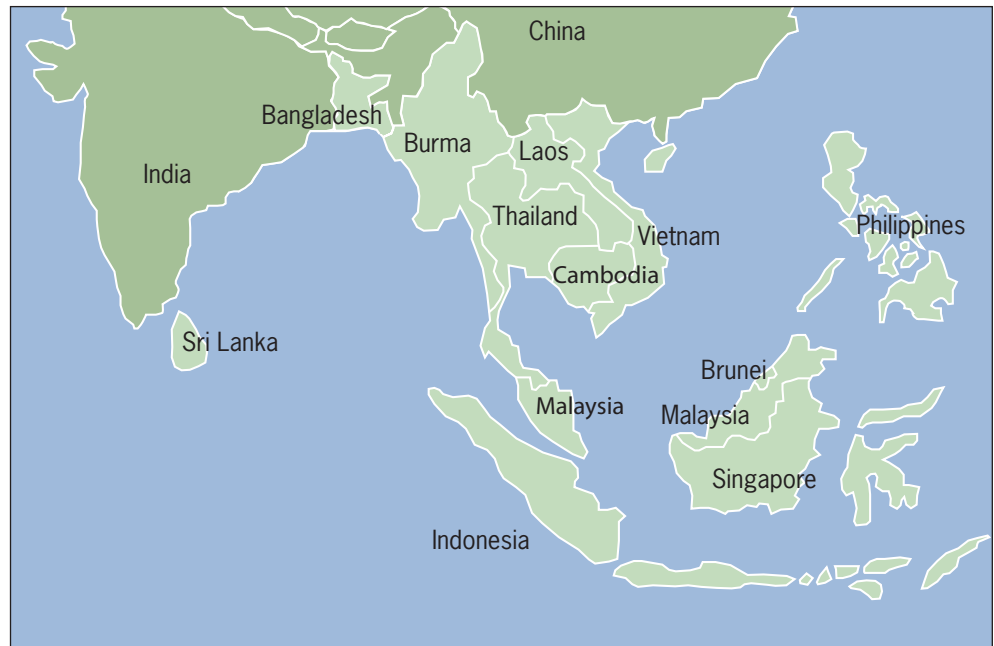 China
Bangladesh
Burma
Laos
India
Thailand
Philippines
Vietnam
Cambodia
Sri Lanka
Brunei
Malaysia
Malaysia
Singapore
Indonesia